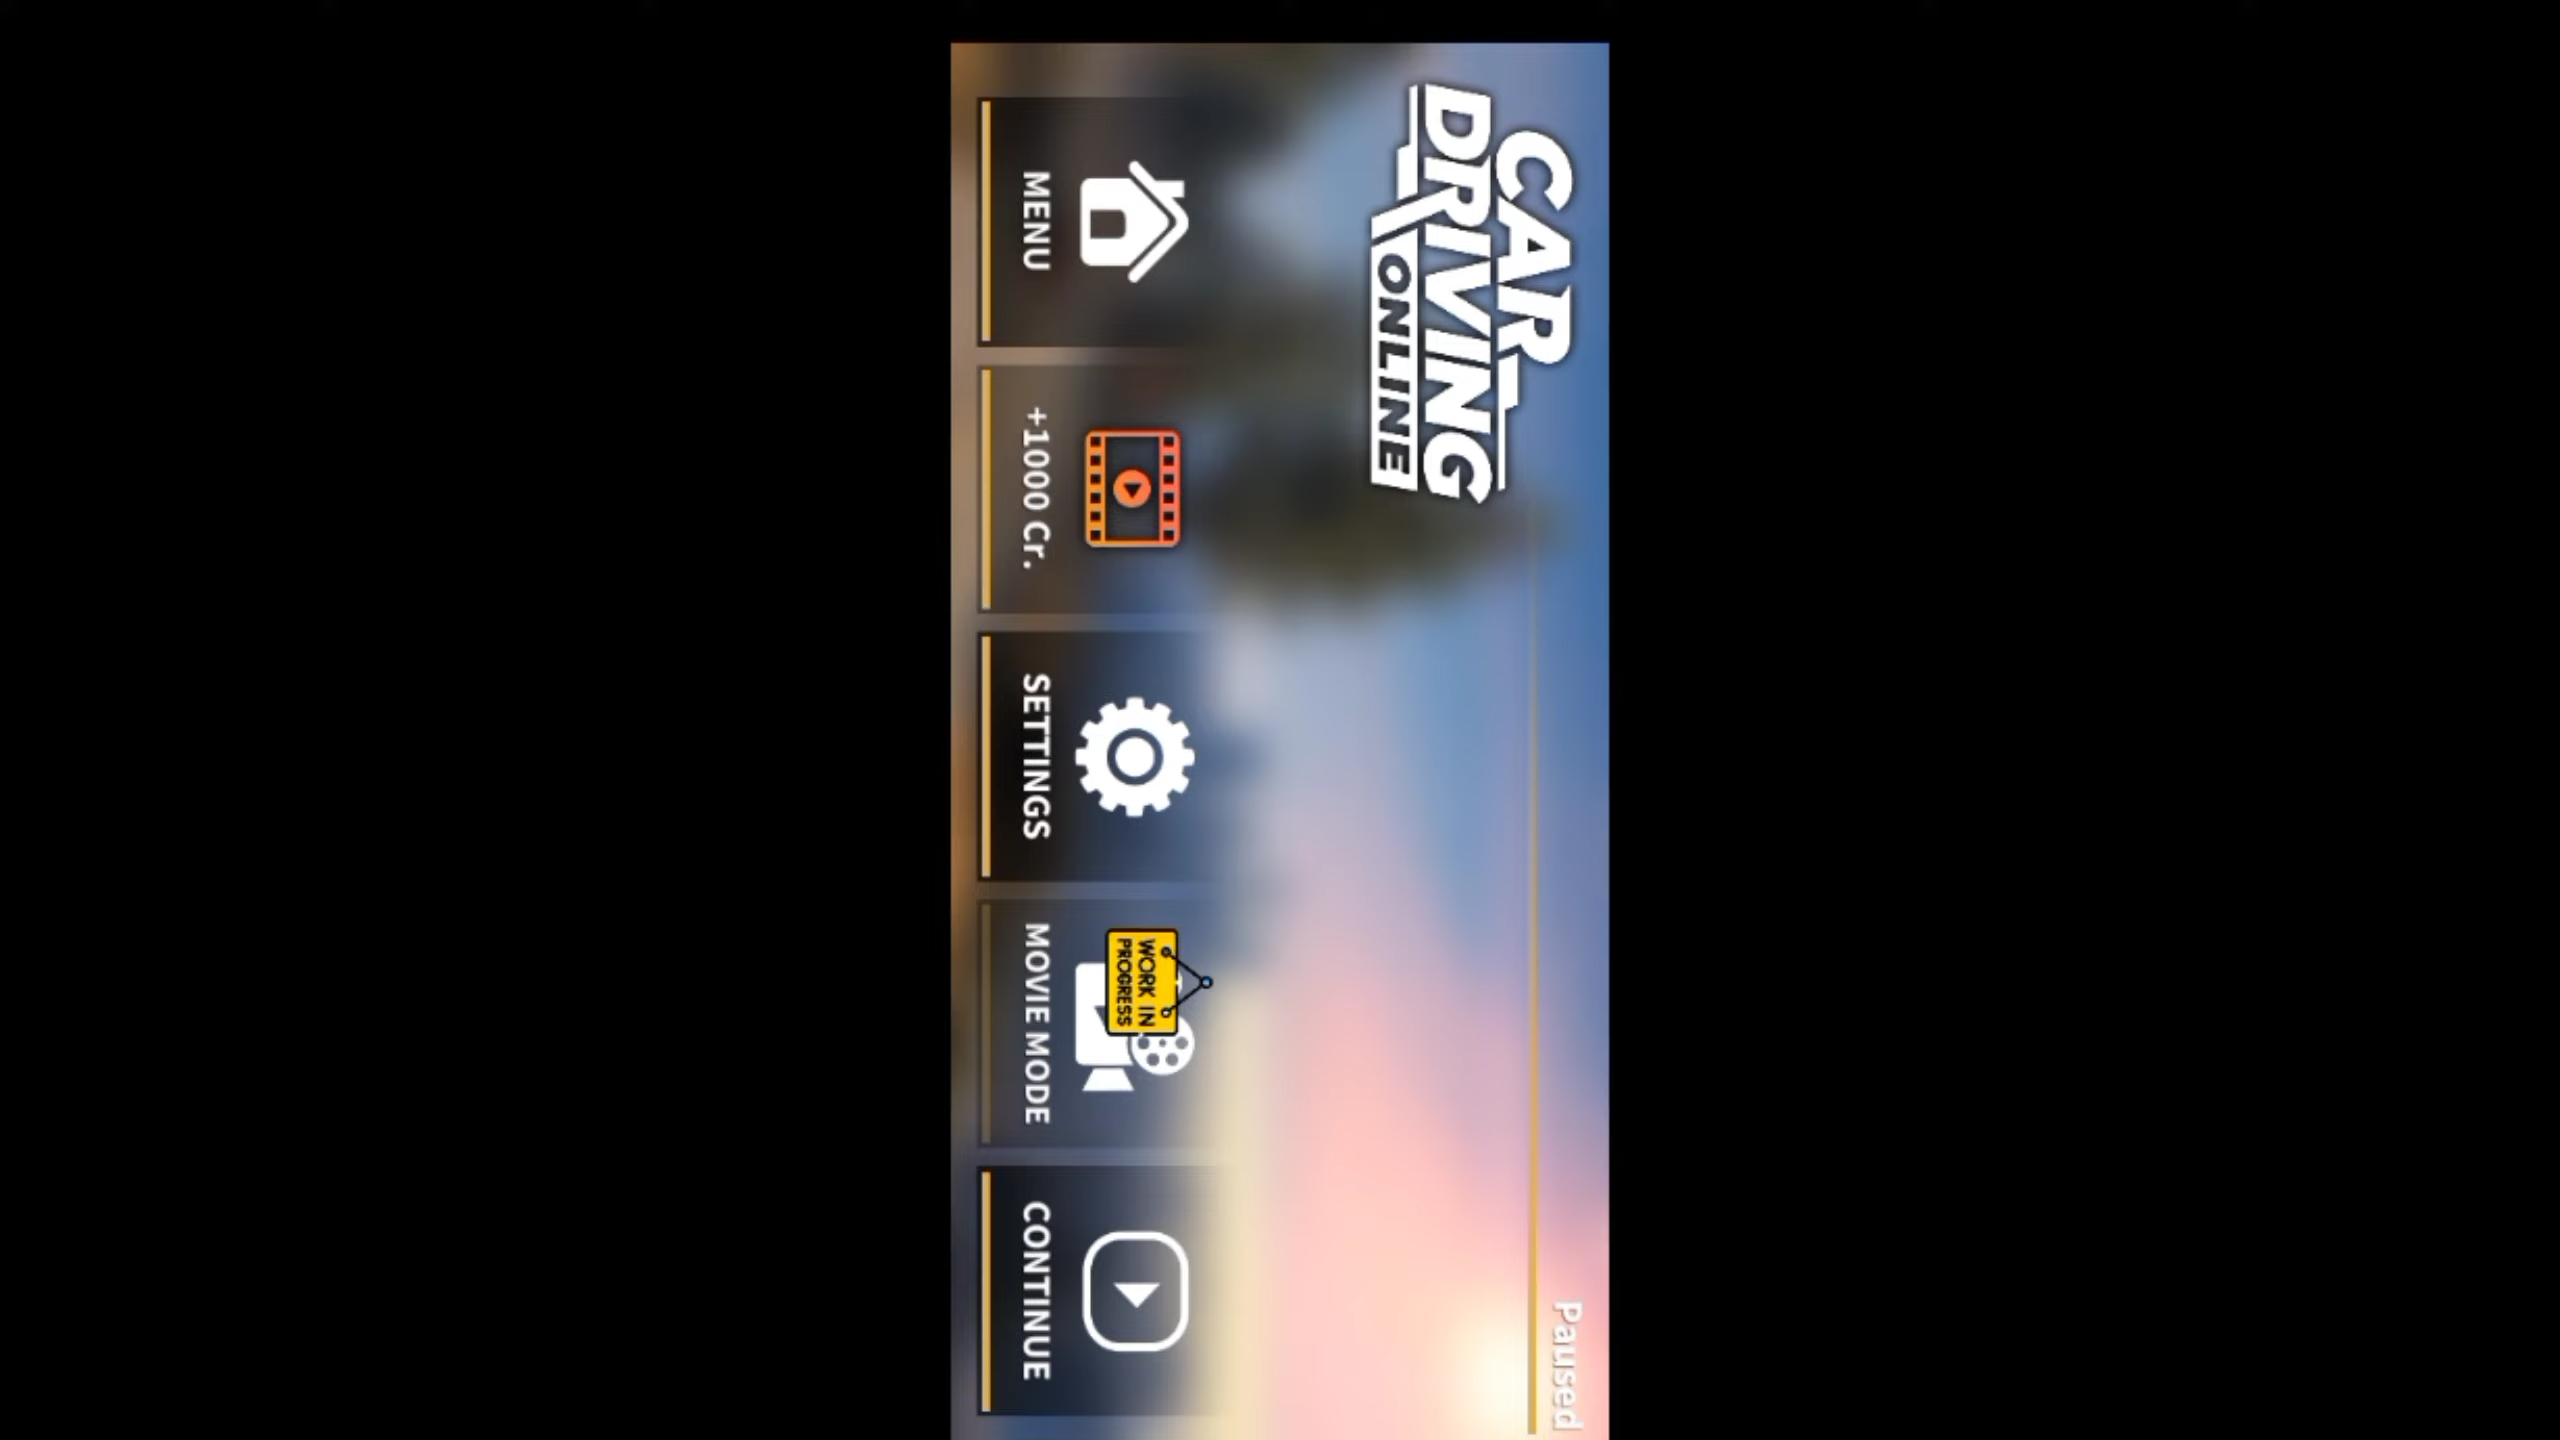 CAR
DRIVING
ONLINE
Paused
MENU
+1000 Cr.
SETTINGS
WORK IN
PROGRESS
MOVIE MODE
CONTINUE